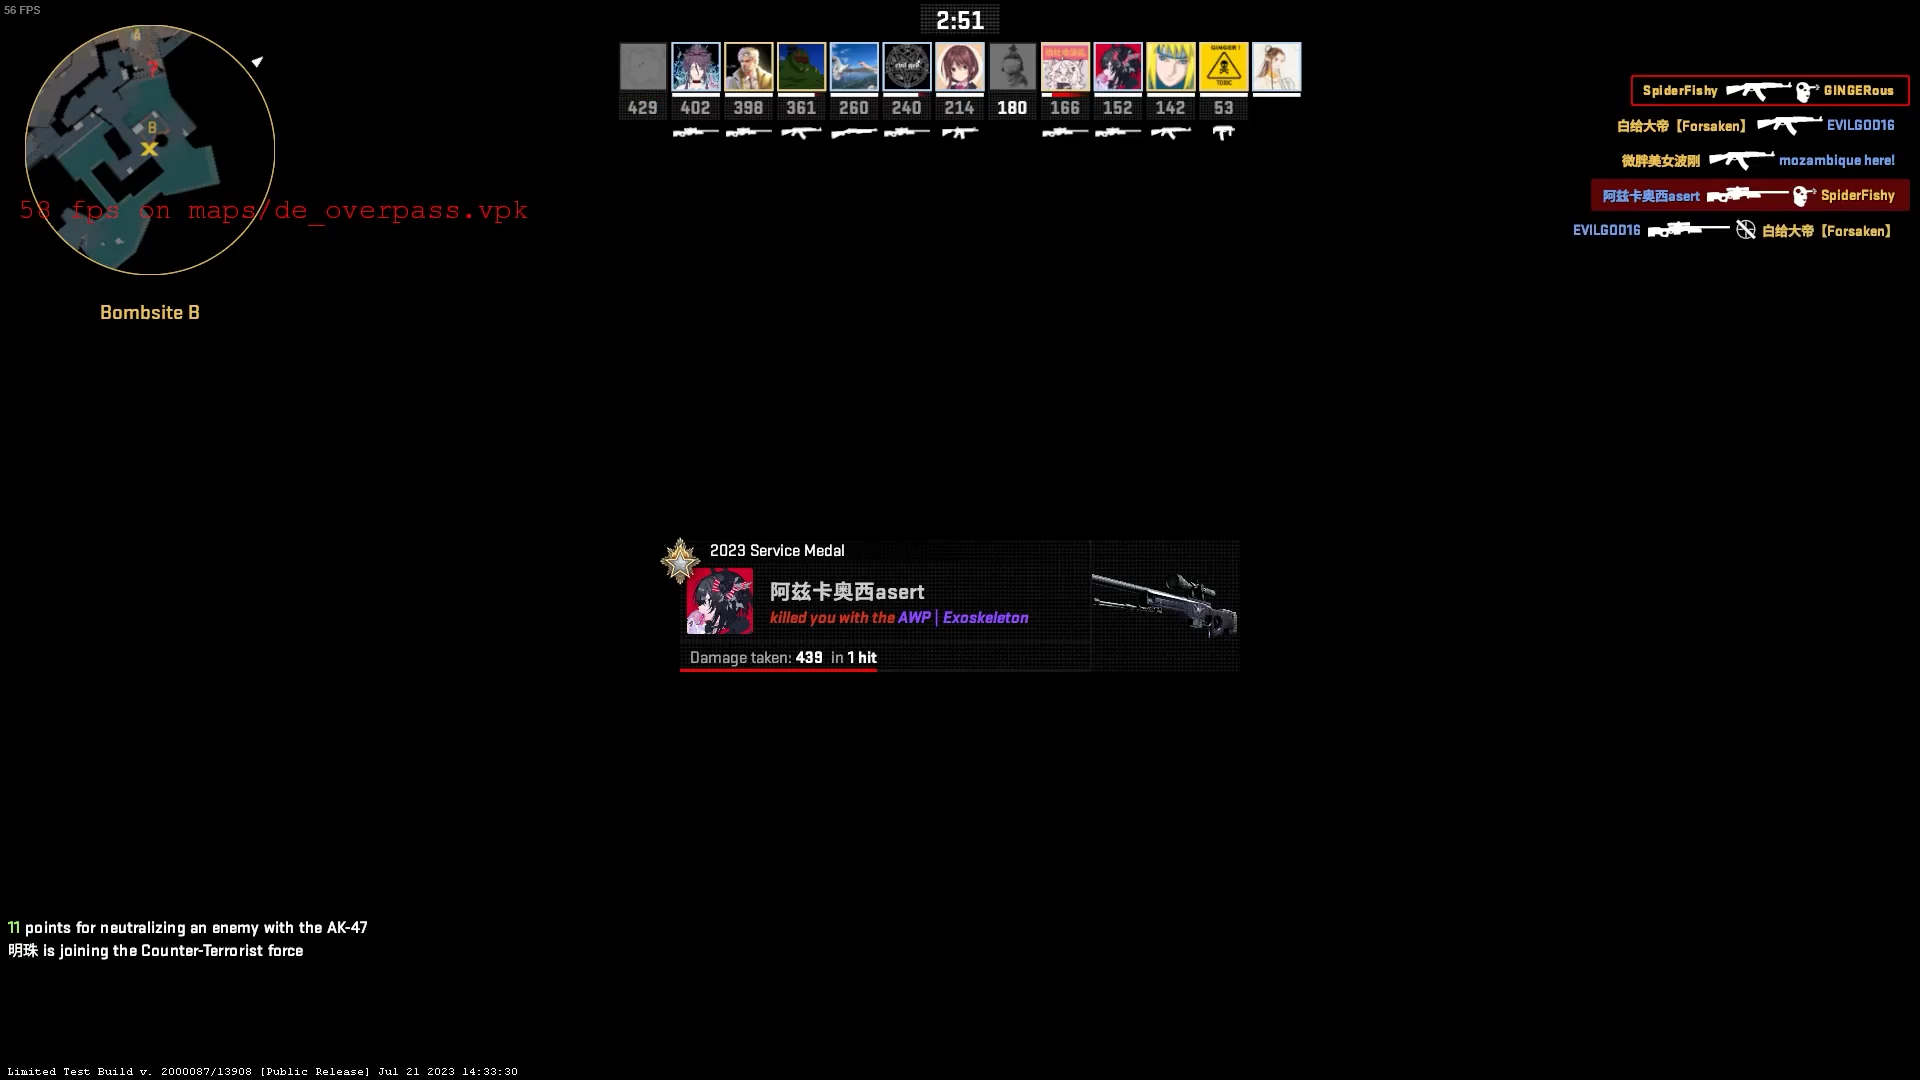 56 FPS
2:51
A
B
58 fps on maps/de_overpass.vpk
Bombsite B
GINGER!
TOXIC
429 402 398 361 260 240 214 180 166 152 142 53
SpiderFishy GINGERous
白给大帝【Forsaken】 EVILGOD16
微胖美女波刚 mozambique here!
阿兹卡奥西asert SpiderFishy
EVILGOD16 白给大帝【Forsaken】
2023 Service Medal
阿兹卡奥西asert
killed you with the AWP | Exoskeleton
Damage taken: 439 in 1 hit
11 points for neutralizing an enemy with the AK-47
明珠 is joining the Counter-Terrorist force
Limited Test Build v. 2000087/13908 [Public Release] Jul 21 2023 14:33:30